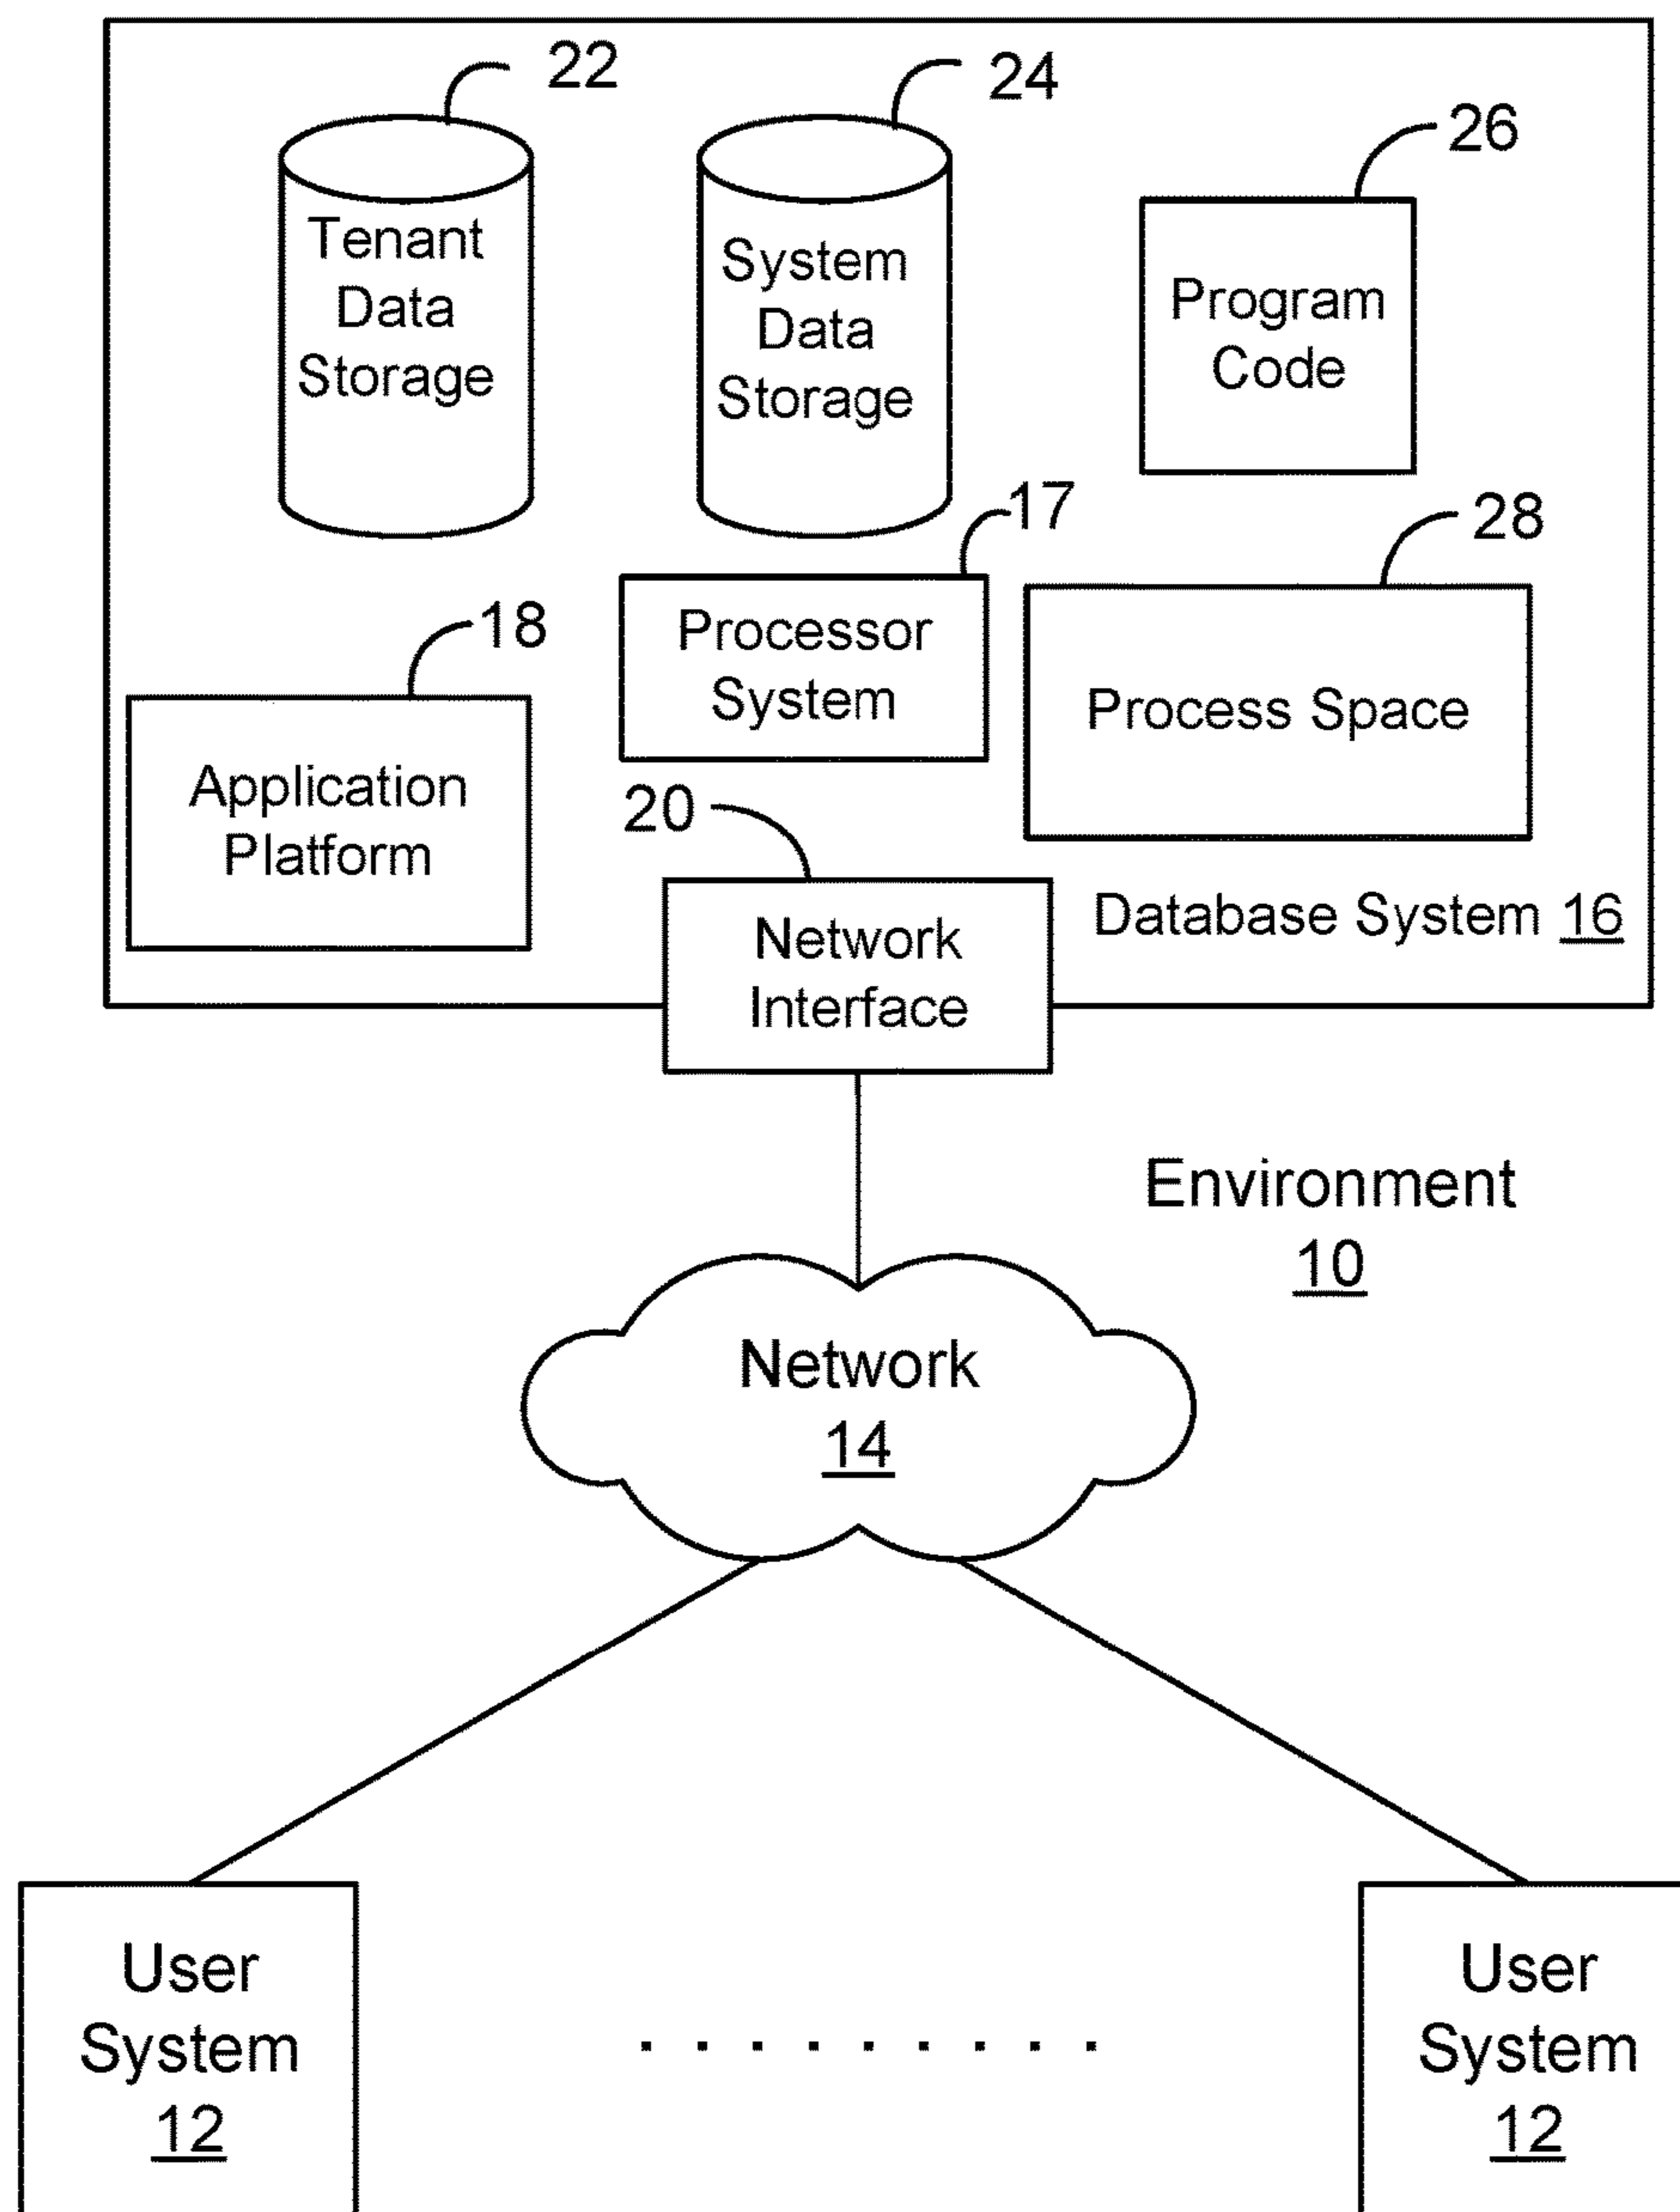 22
24
26
Tenant
Data
Storage
System
Data
Storage
Program
Code
17
28
18
Processor
System
Process Space
Application
Platform
20
Network
Interface
Database System 16
Environment
10
Network
14
User
System
12
. . . . . . . . .
User
System
12